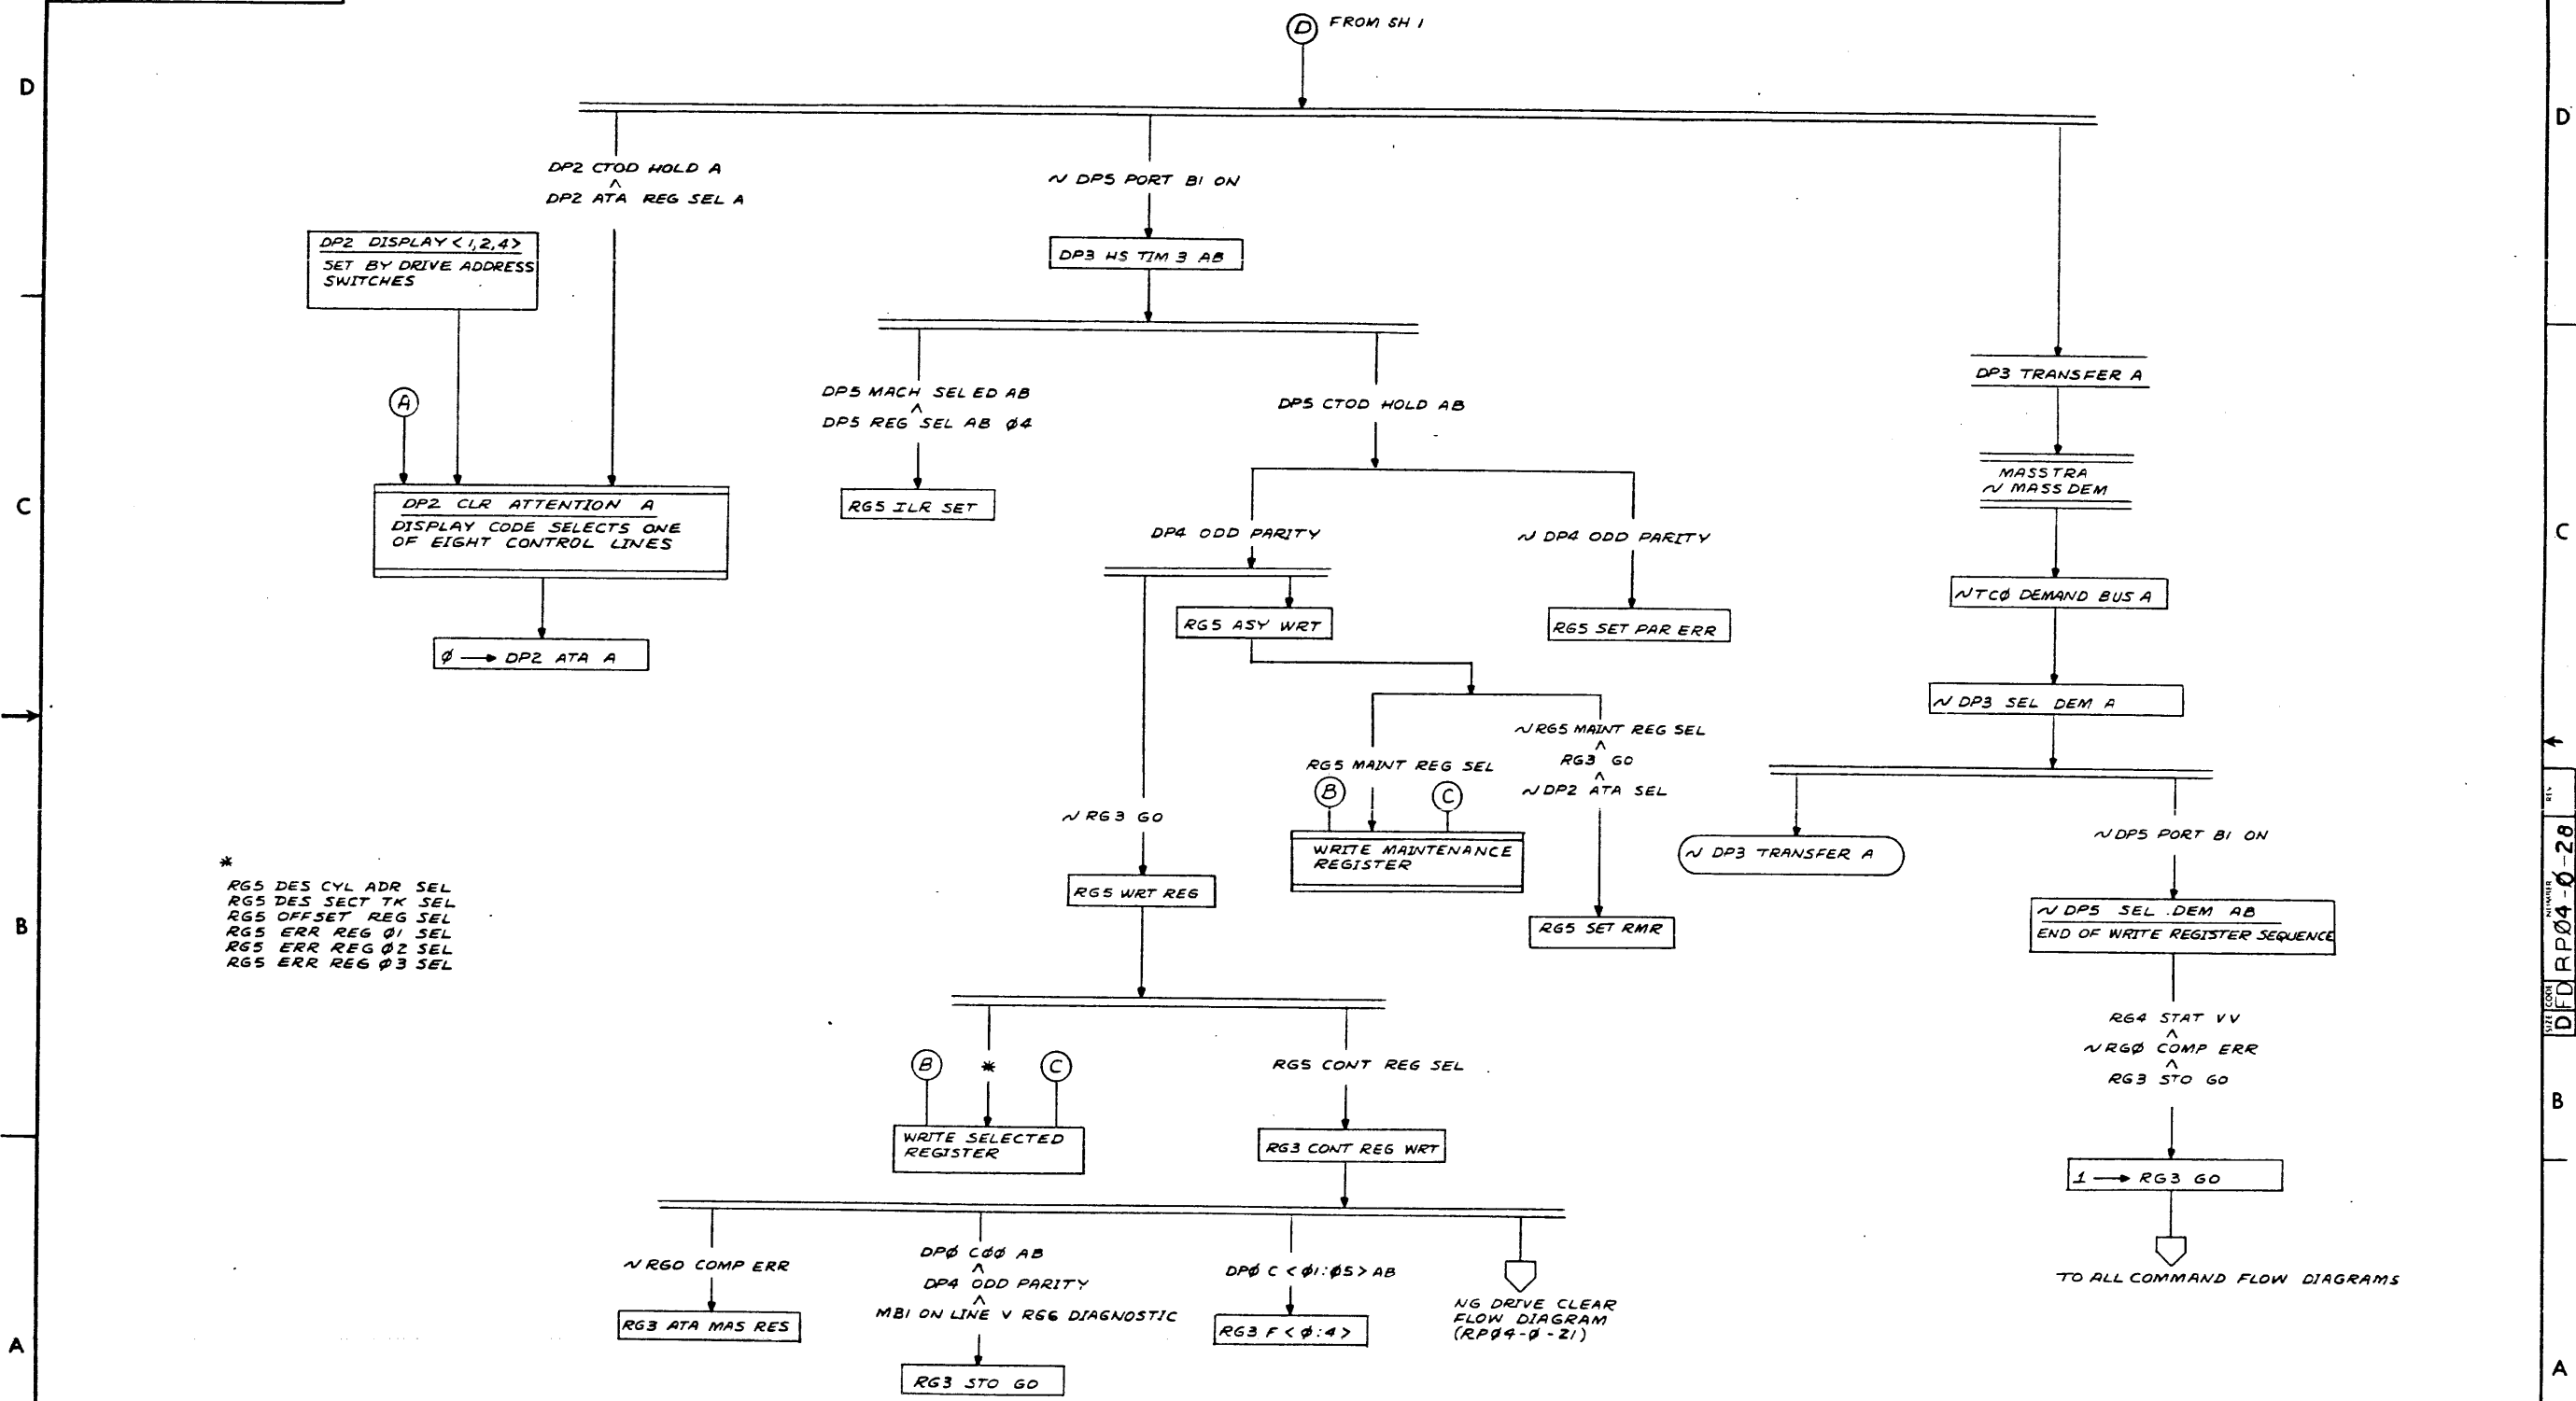 D FROM SH 1
D
D
DP2 CTOD HOLD A
∧
DP2 ATA REG SEL A
~ DP5 PORT B1 ON
DP2 DISPLAY <1,2,4>
SET BY DRIVE ADDRESS
SWITCHES
DP3 HS TIM 3 AB
DP3 TRANSFER A
A
DP5 MACH SEL ED AB
∧
DP5 REG SEL AB Ø4
DP5 CTOD HOLD AB
MASS TRA
~ MASS DEM
C
C
DP2 CLR ATTENTION A
DISPLAY CODE SELECTS ONE
OF EIGHT CONTROL LINES
RG5 ILR SET
DP4 ODD PARITY
~ DP4 ODD PARITY
~TCØ DEMAND BUS A
RG5 ASY WRT
RG5 SET PAR ERR
Ø → DP2 ATA A
~ DP3 SEL DEM A
~RG5 MAINT REG SEL
∧
RG3 GO
∧
~DP2 ATA SEL
RG5 MAINT REG SEL
B
C
~ RG3 GO
WRITE MAINTENANCE
REGISTER
~ DP3 TRANSFER A
~DP5 PORT B1 ON
*
RG5 DES CYL ADR SEL
RG5 DES SECT TK SEL
RG5 OFFSET REG SEL
RG5 ERR REG Ø1 SEL
RG5 ERR REG Ø2 SEL
RG5 ERR REG Ø3 SEL
RG5 WRT REG
RG5 SET RMR
~ DP5 SEL DEM AB
END OF WRITE REGISTER SEQUENCE
B
B
RG4 STAT VV
∧
~RGØ COMP ERR
∧
RG3 STO GO
B
*
C
RG5 CONT REG SEL
WRITE SELECTED
REGISTER
RG3 CONT REG WRT
1 → RG3 GO
~RG0 COMP ERR
DPØ CØØ AB
∧
DP4 ODD PARITY
∧
MB1 ON LINE V RG6 DIAGNOSTIC
DPØ C <Ø1:Ø5> AB
NG DRIVE CLEAR
FLOW DIAGRAM
(RPØ4-Ø-21)
TO ALL COMMAND FLOW DIAGRAMS
RG3 ATA MAS RES
RG3 STO GO
RG3 F <Ø:4>
A
A
SIZE CODE NUMBER REV
D FD RPØ4-Ø-28